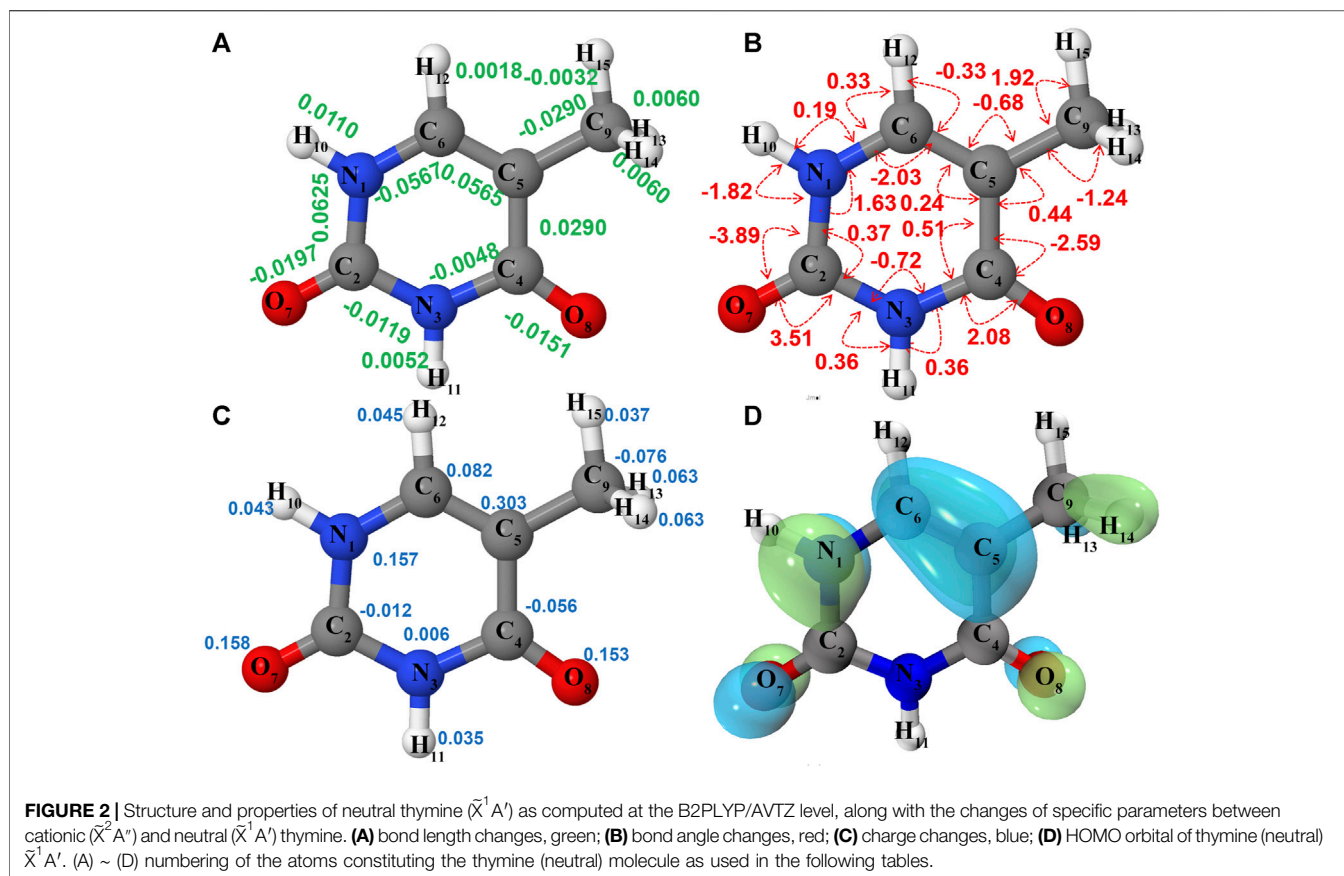 A
H12
0.0018
-0.0032
H15
0.0110
-0.0290
0.0060
H10
C6
C9
H13
H14
N1
C5
0.0060
-0.0567
0.0565
0.0625
0.0290
-0.0197
C2
-0.0048
C4
O7
N3
O8
-0.0119
-0.0151
0.0052
H11
B
H12
H15
0.33
-0.33
1.92
0.19
-0.68
H10
C6
C9
H13
H14
N1
C5
-2.03
-1.82
1.63
0.24
-1.24
0.44
-3.89
0.37
0.51
-2.59
C2
-0.72
C4
O7
N3
O8
3.51
2.08
0.36
0.36
H11
C
0.045
H12
H15
0.037
-0.076
0.082
H10
C6
C9
H13
0.063
0.043
0.303
H14
0.063
N1
C5
0.157
-0.012
-0.056
C2
0.006
C4
0.158
0.153
O7
N3
O8
0.035
H11
D
H12
H15
C6
C9
H10
H14
N1
C5
H13
C2
C4
O7
N3
O8
H11
FIGURE 2 | Structure and properties of neutral thymine (X̃¹A′) as computed at the B2PLYP/AVTZ level, along with the changes of specific parameters between
cationic (X̃²A″) and neutral (X̃¹A′) thymine. (A) bond length changes, green; (B) bond angle changes, red; (C) charge changes, blue; (D) HOMO orbital of thymine (neutral)
X̃¹A′. (A) ~ (D) numbering of the atoms constituting the thymine (neutral) molecule as used in the following tables.